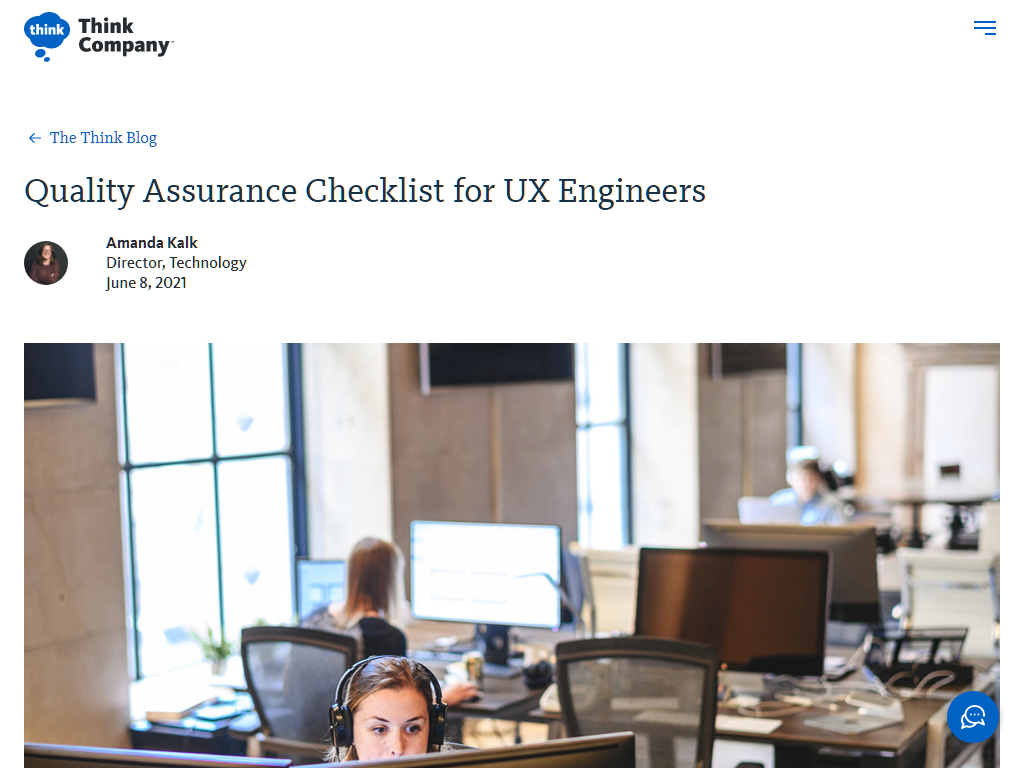 think
Think
Company™
← The Think Blog
Quality Assurance Checklist for UX Engineers
Amanda Kalk
Director, Technology
June 8, 2021